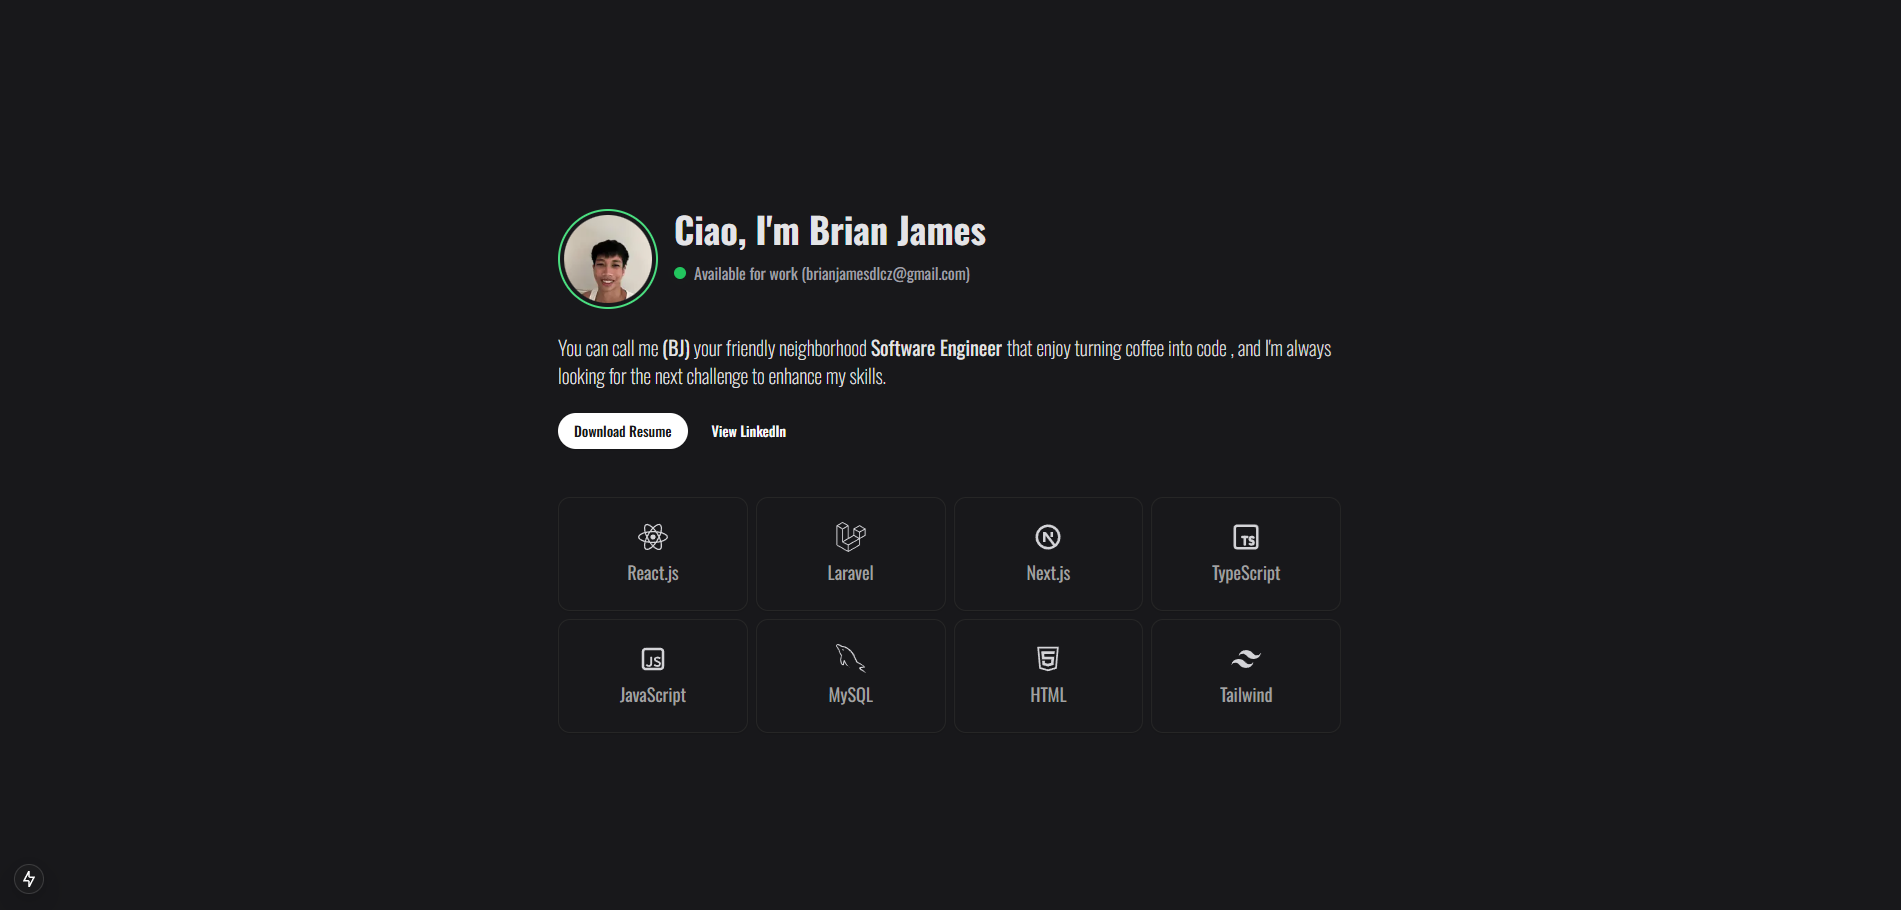 Ciao, I'm Brian James
Available for work (brianjamesdlcz@gmail.com)
You can call me (BJ) your friendly neighborhood Software Engineer that enjoy turning coffee into code , and I'm always
looking for the next challenge to enhance my skills.
Download Resume View LinkedIn
React.js Laravel Next.js TypeScript
JavaScript MySQL HTML Tailwind